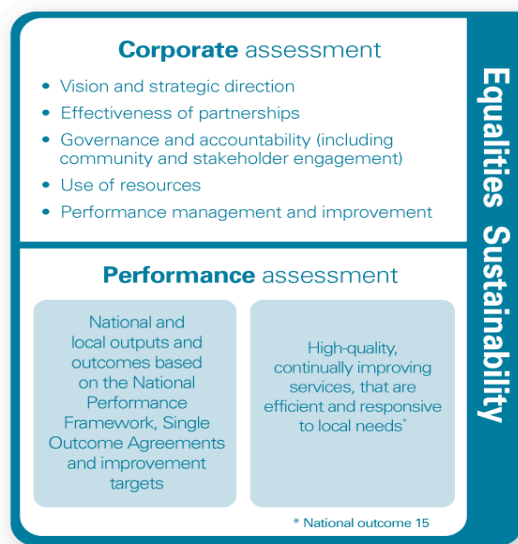 Corporate assessment
• Vision and strategic direction
• Effectiveness of partnerships
• Governance and accountability (including
community and stakeholder engagement)
• Use of resources
• Performance management and improvement
Performance assessment
National and
local outputs and
outcomes based
on the National
Performance
Framework, Single
Outcome Agreements
and improvement
targets
High-quality,
continually improving
services, that are
efficient and responsive
to local needs*
* National outcome 15
Equalities Sustainability